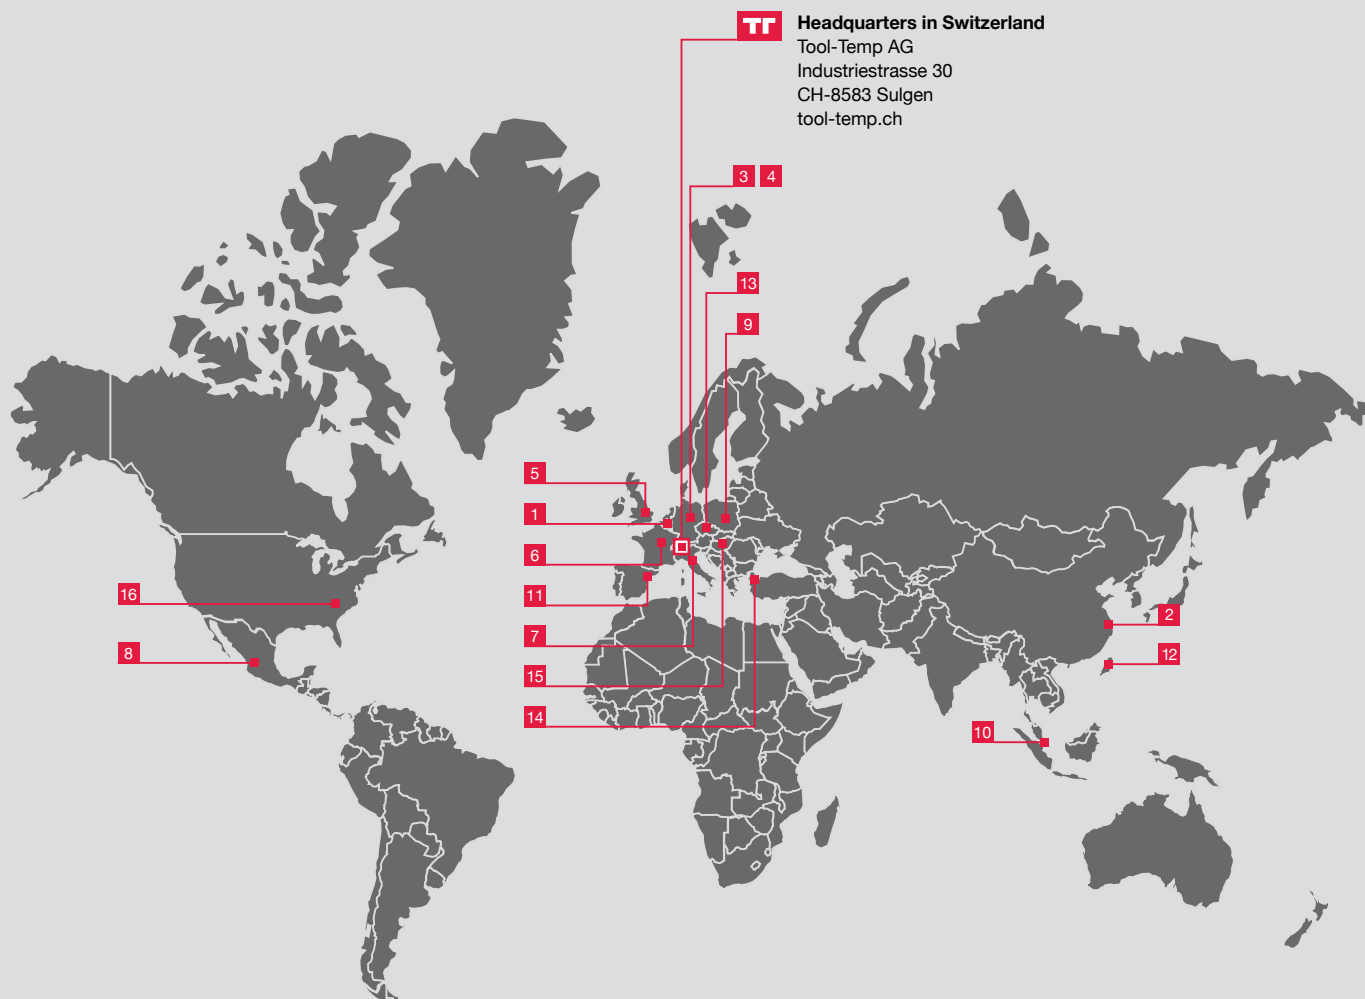 TT
Headquarters in Switzerland
Tool-Temp AG
Industriestrasse 30
CH-8583 Sulgen
tool-temp.ch
3 4
13
9
5
1
6
16
11
2
7
8
12
15
14
10